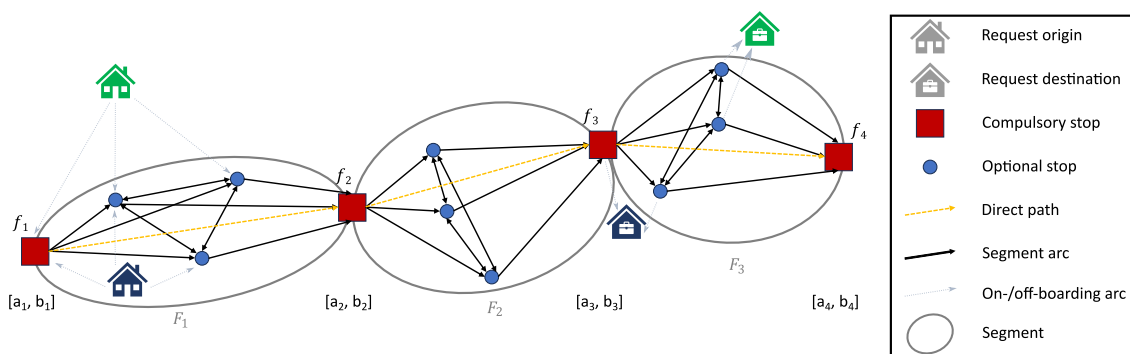 f1
f2
f3
f4
F1
F2
F3
[a1, b1]
[a2, b2]
[a3, b3]
[a4, b4]
Request origin
Request destination
Compulsory stop
Optional stop
Direct path
Segment arc
On-/off-boarding arc
Segment